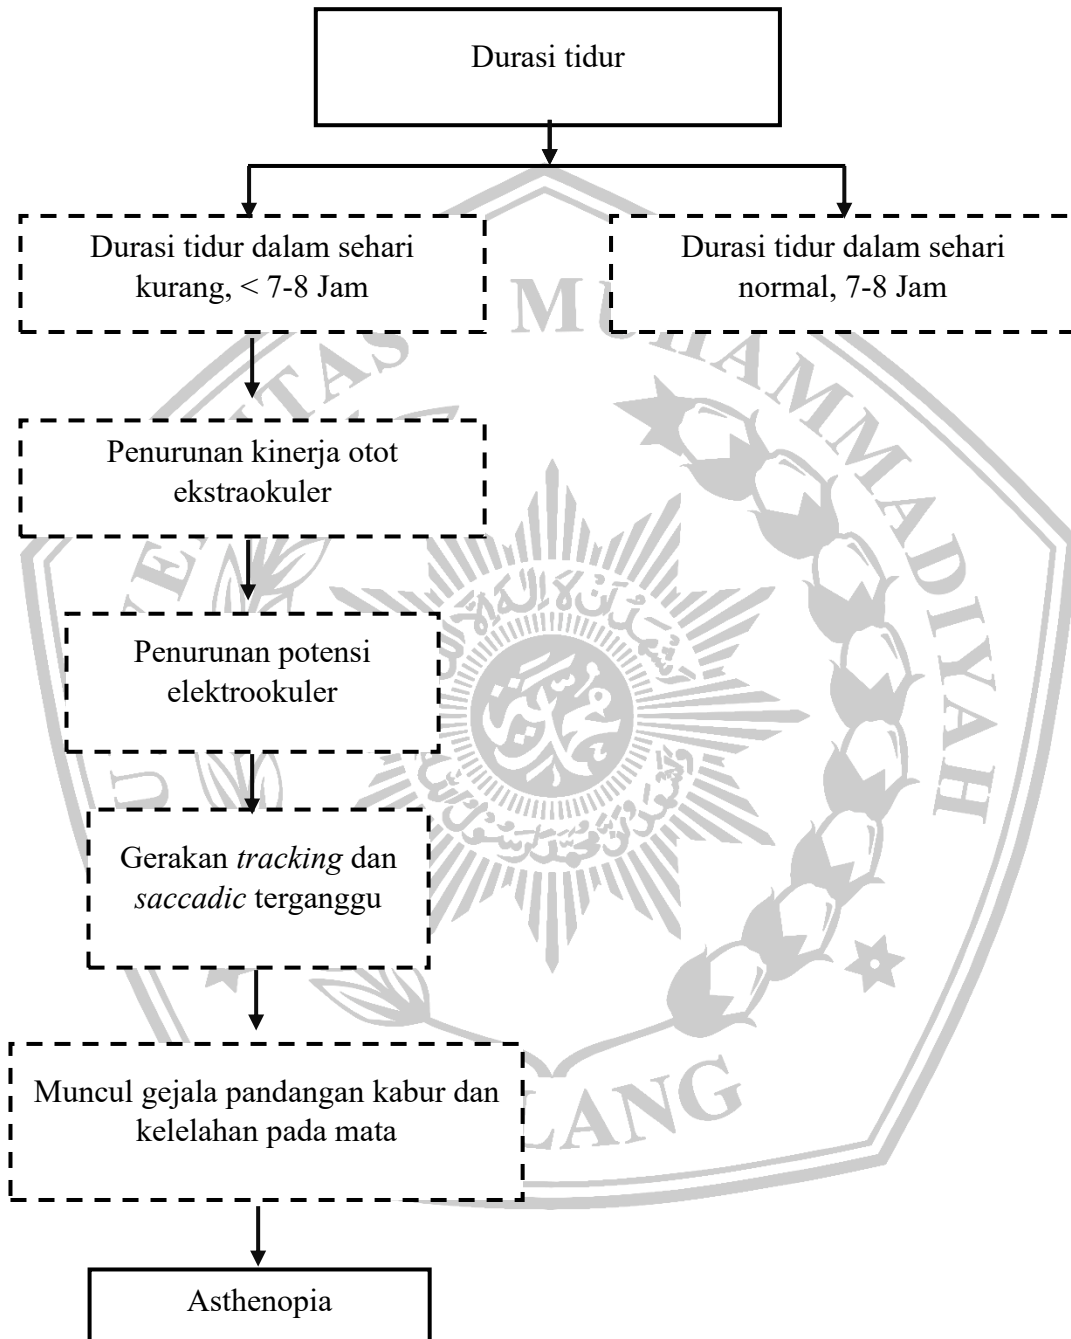 Durasi tidur
Durasi tidur dalam sehari
kurang, < 7-8 Jam
Durasi tidur dalam sehari
normal, 7-8 Jam
Penurunan kinerja otot
ekstraokuler
Penurunan potensi
elektrookuler
Gerakan tracking dan
saccadic terganggu
Muncul gejala pandangan kabur dan
kelelahan pada mata
Asthenopia
MUHAMMADIYAH